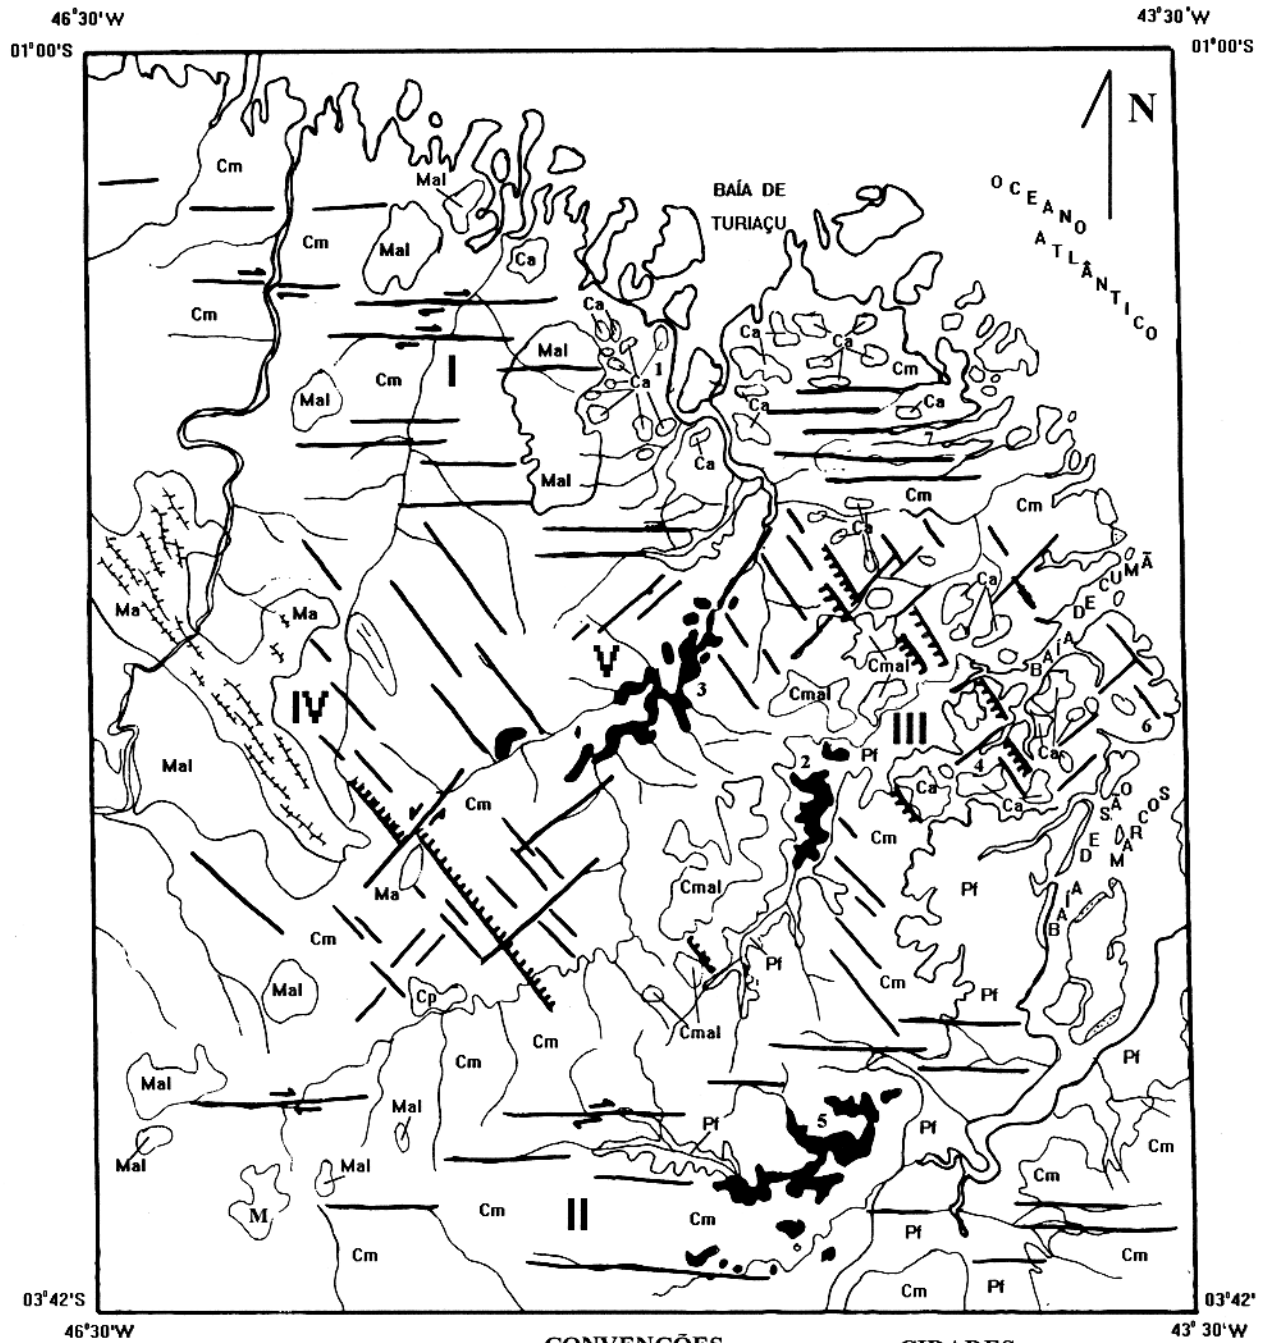 46°30'W
43°30'W
01°00'S
01°00'S
N
OCEANO
ATLÂNTICO
BAÍA DE
TURIAÇU
Cm
Mal
Cm
Mal
Ca
Cm
Ca
Ca
Ca
Mal
1
Cm
I
Cm
Ca
Mal
Ca
Ca
7
Ca
Mal
Cm
Cm
Ca
BAÍA DE CUMÃ
Ca
Ma
Ma
V
Cmal
3
Cmal
IV
III
6
Mal
Pf
2
Ca
4
Cm
Ca
Ca
BAÍA DE SÃO MARCOS
Cm
Ma
Cmal
Pf
Cm
Pf
Cm
Mal
Cp
Pf
Cmal
Cm
Cm
Pf
Mal
Mal
5
Pf
Pf
Cm
Mal
Mal
Cm
M
Cm
II
Cm
Pf
Cm
Cm
Cm
Pf
03°42'S
03°42'
46°30'W
43°30'W
CONVENÇÕES
CIDADES